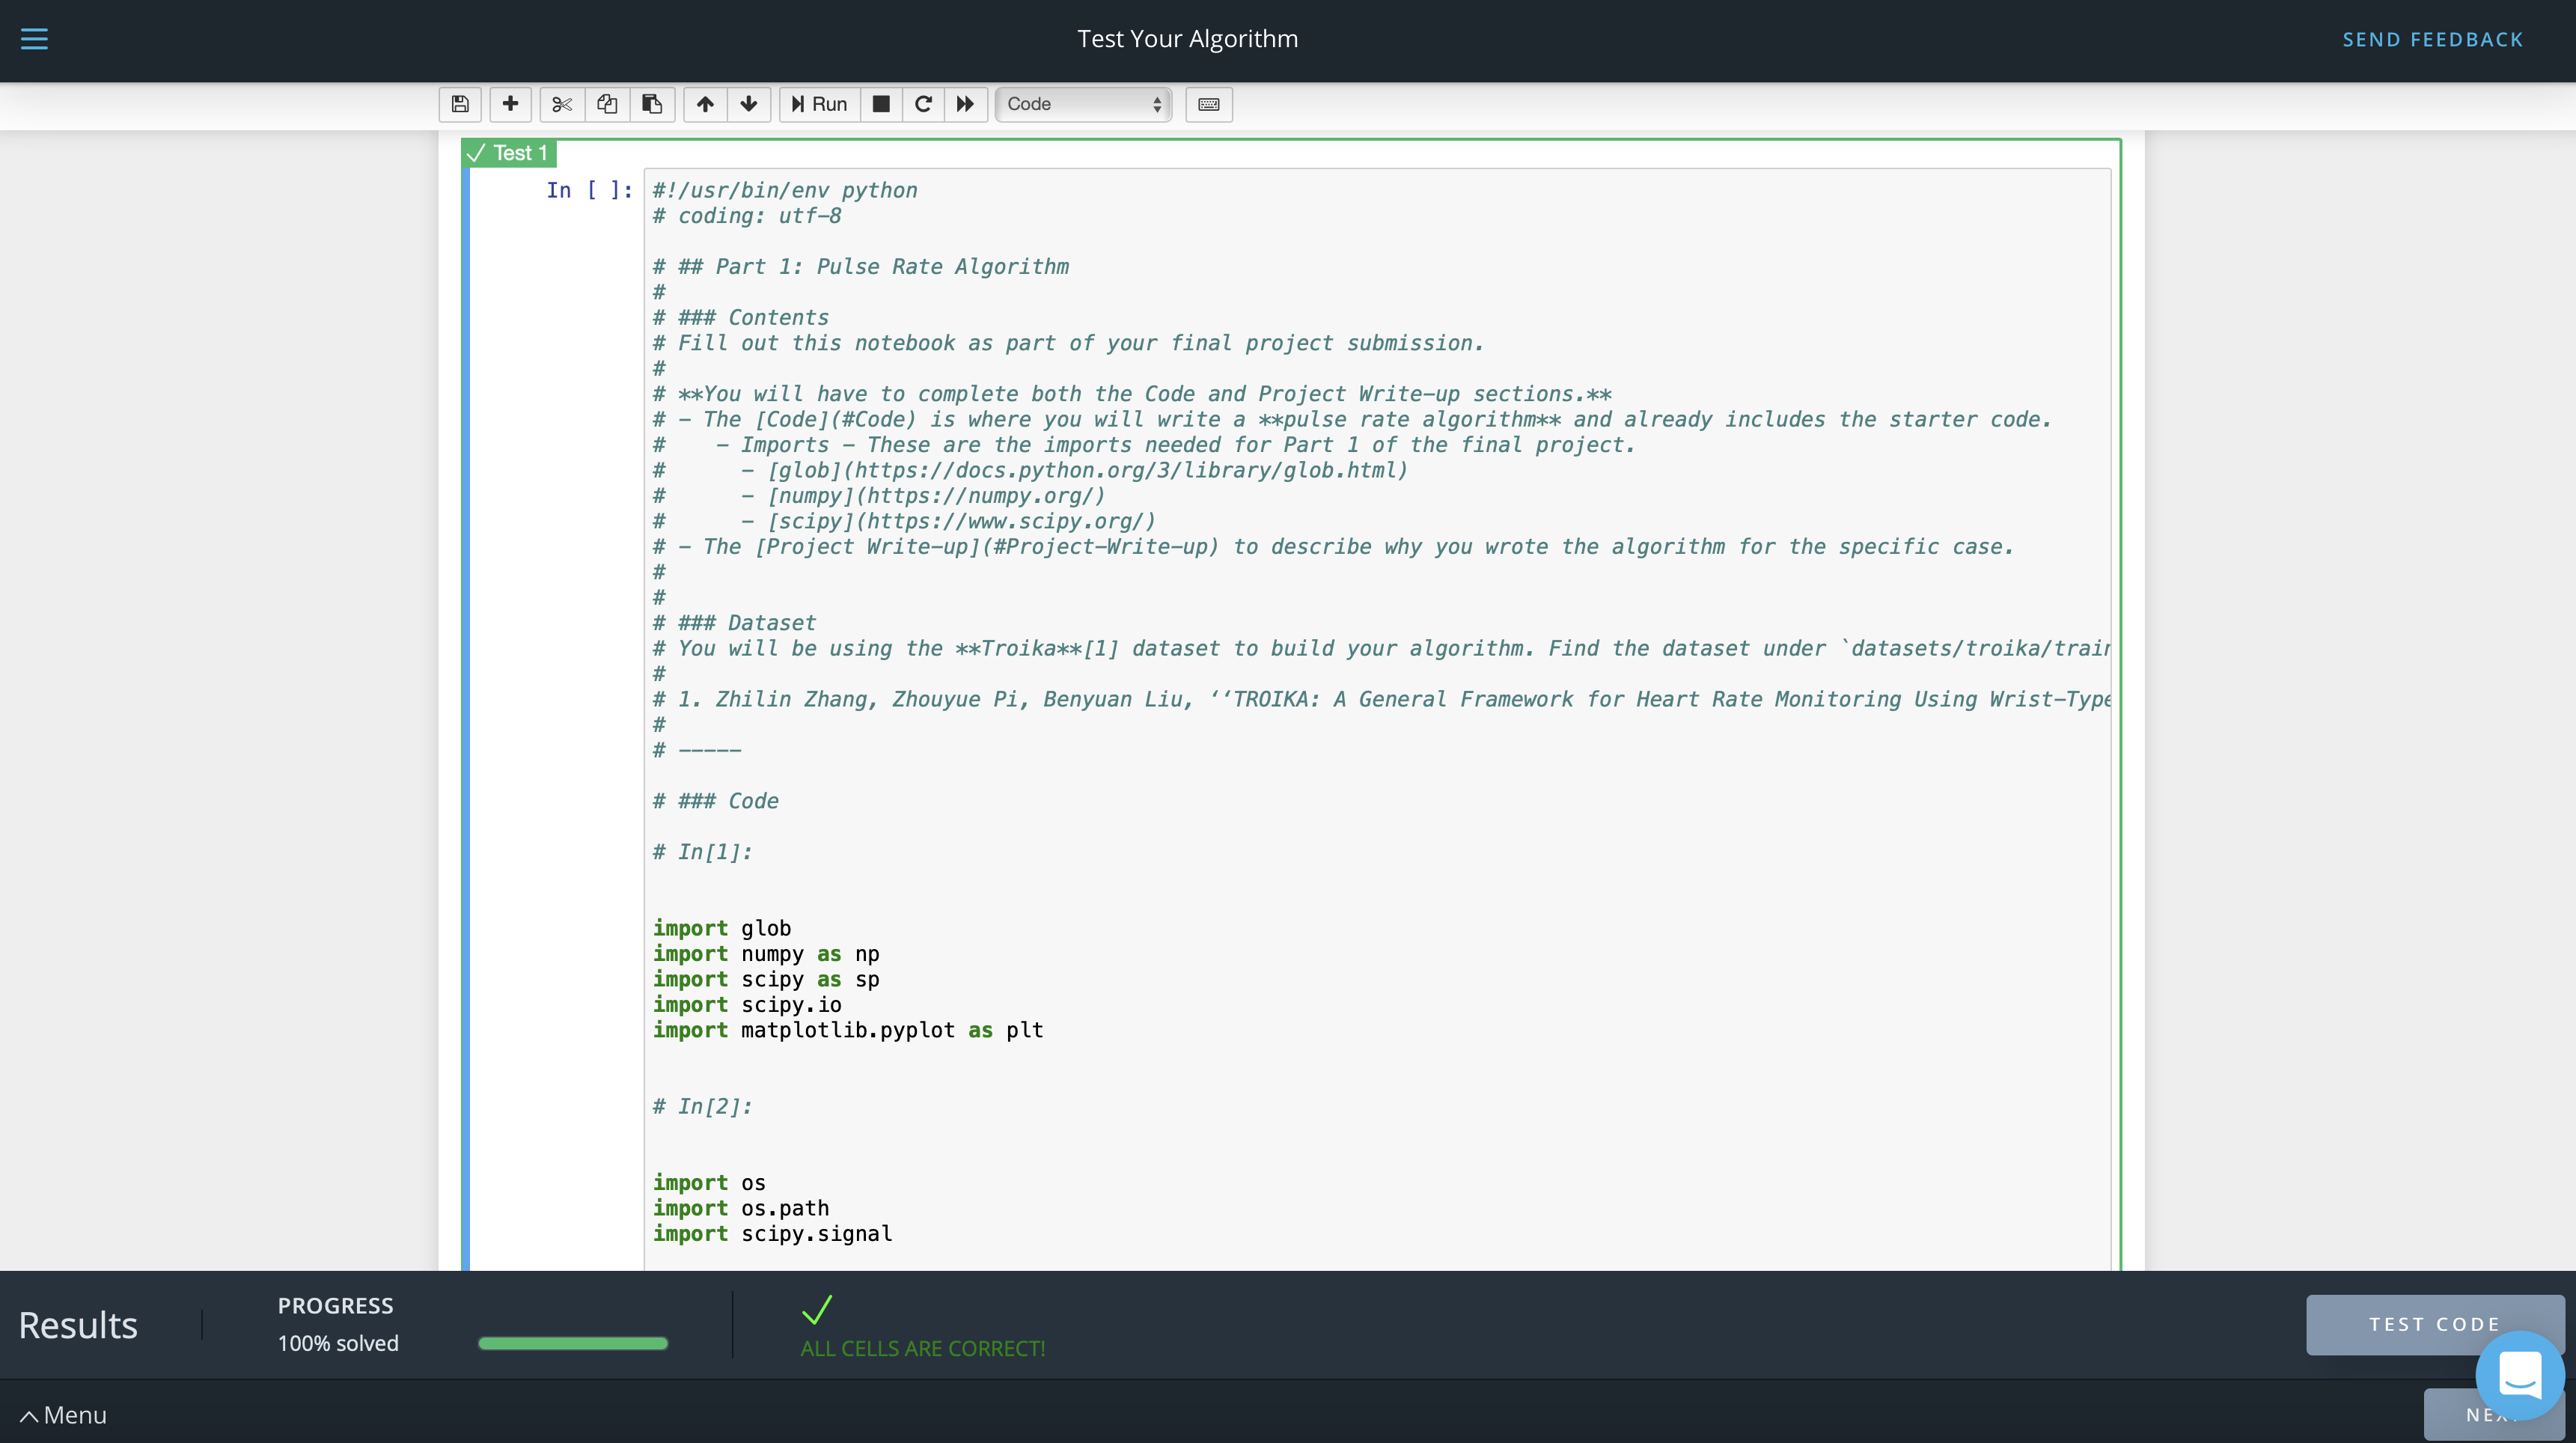 Test Your Algorithm
SEND FEEDBACK
Run
Code
Test 1
In [ ]:
#!/usr/bin/env python
# coding: utf-8
# ## Part 1: Pulse Rate Algorithm
#
# ### Contents
# Fill out this notebook as part of your final project submission.
#
# **You will have to complete both the Code and Project Write-up sections.**
# - The [Code](#Code) is where you will write a **pulse rate algorithm** and already includes the starter code.
#    - Imports - These are the imports needed for Part 1 of the final project.
#      - [glob](https://docs.python.org/3/library/glob.html)
#      - [numpy](https://numpy.org/)
#      - [scipy](https://www.scipy.org/)
# - The [Project Write-up](#Project-Write-up) to describe why you wrote the algorithm for the specific case.
#
#
# ### Dataset
# You will be using the **Troika**[1] dataset to build your algorithm. Find the dataset under `datasets/troika/train
#
# 1. Zhilin Zhang, Zhouyue Pi, Benyuan Liu, ‘‘TROIKA: A General Framework for Heart Rate Monitoring Using Wrist-Type
#
# -----
# ### Code
# In[1]:
import glob
import numpy as np
import scipy as sp
import scipy.io
import matplotlib.pyplot as plt
# In[2]:
import os
import os.path
import scipy.signal
Results
PROGRESS
100% solved
ALL CELLS ARE CORRECT!
TEST CODE
Menu